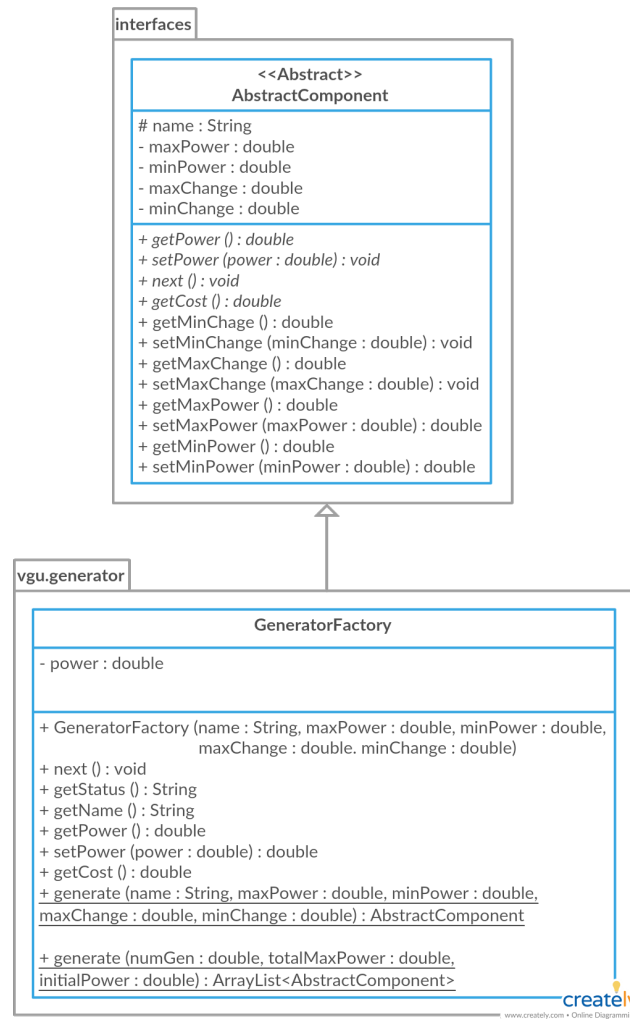 interfaces
<<Abstract>>
AbstractComponent
# name : String
- maxPower : double
- minPower : double
- maxChange : double
- minChange : double
+ getPower () : double
+ setPower (power : double) : void
+ next () : void
+ getCost () : double
+ getMinChage () : double
+ setMinChange (minChange : double) : void
+ getMaxChange () : double
+ setMaxChange (maxChange : double) : void
+ getMaxPower () : double
+ setMaxPower (maxPower : double) : double
+ getMinPower () : double
+ setMinPower (minPower : double) : double
vgu.generator
GeneratorFactory
- power : double
+ GeneratorFactory (name : String, maxPower : double, minPower : double,
maxChange : double. minChange : double)
+ next () : void
+ getStatus () : String
+ getName () : String
+ getPower () : double
+ setPower (power : double) : double
+ getCost () : double
+ generate (name : String, maxPower : double, minPower : double,
maxChange : double, minChange : double) : AbstractComponent
+ generate (numGen : double, totalMaxPower : double,
initialPower : double) : ArrayList<AbstractComponent>
creately
www.creately.com • Online Diagrammi